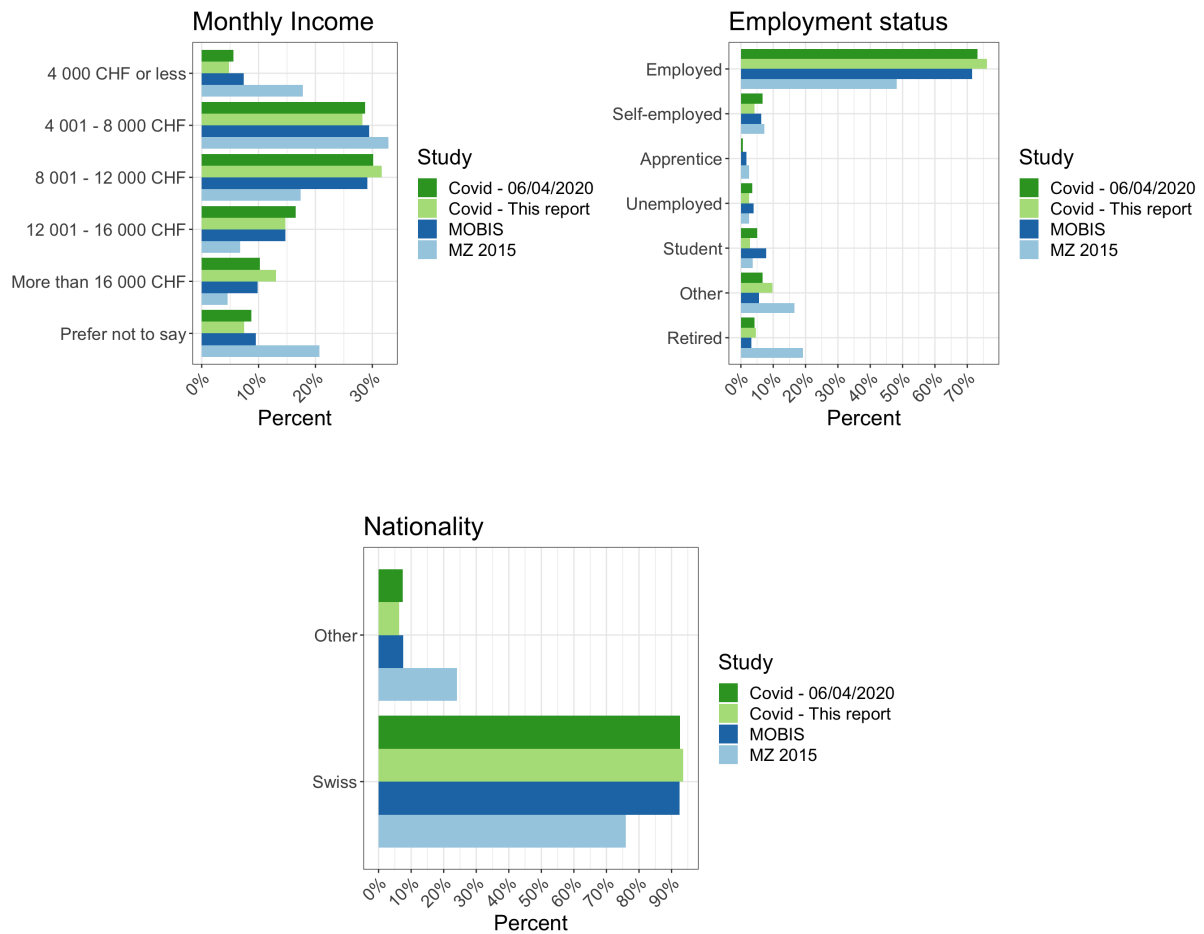 Monthly Income
4 000 CHF or less
4 001 - 8 000 CHF
8 001 - 12 000 CHF
12 001 - 16 000 CHF
More than 16 000 CHF
Prefer not to say
0% 10% 20% 30%
Percent
Study
Covid - 06/04/2020
Covid - This report
MOBIS
MZ 2015
Employment status
Employed
Self-employed
Apprentice
Unemployed
Student
Other
Retired
0% 10% 20% 30% 40% 50% 60% 70%
Percent
Study
Covid - 06/04/2020
Covid - This report
MOBIS
MZ 2015
Nationality
Other
Swiss
0% 10% 20% 30% 40% 50% 60% 70% 80% 90%
Percent
Study
Covid - 06/04/2020
Covid - This report
MOBIS
MZ 2015